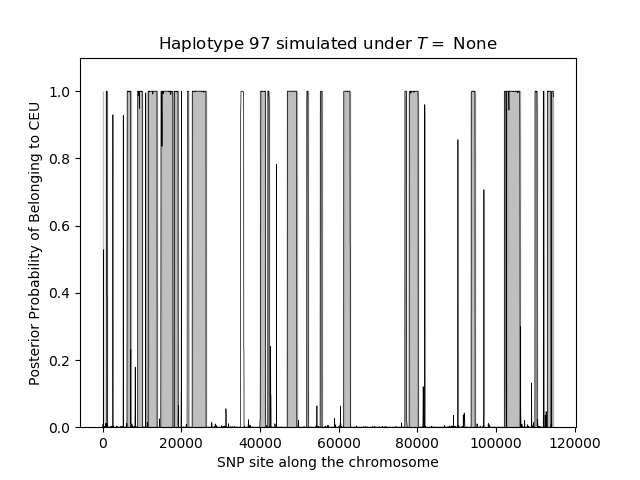 Haplotype 97 simulated under T = None
Posterior Probability of Belonging to CEU
1.0
0.8
0.6
0.4
0.2
0.0
0 20000 40000 60000 80000 100000 120000
SNP site along the chromosome